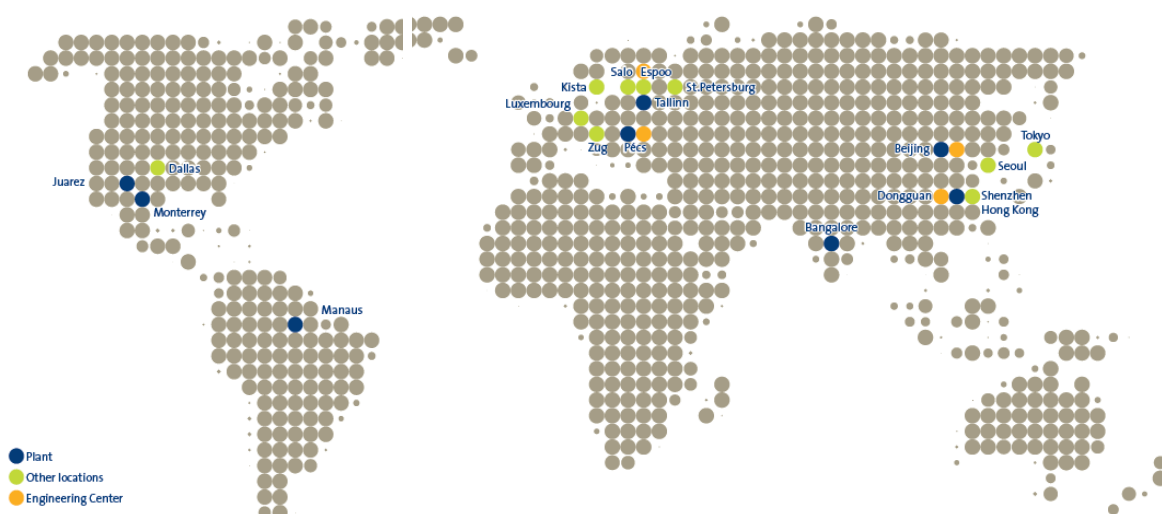 Salo Espoo
Kista
St.Petersburg
Luxembourg
Tallinn
Zug
Pécs
Tokyo
Beijing
Seoul
Dallas
Juarez
Monterrey
Dongguan
Shenzhen
Hong Kong
Bangalore
Manaus
Plant
Other locations
Engineering Center